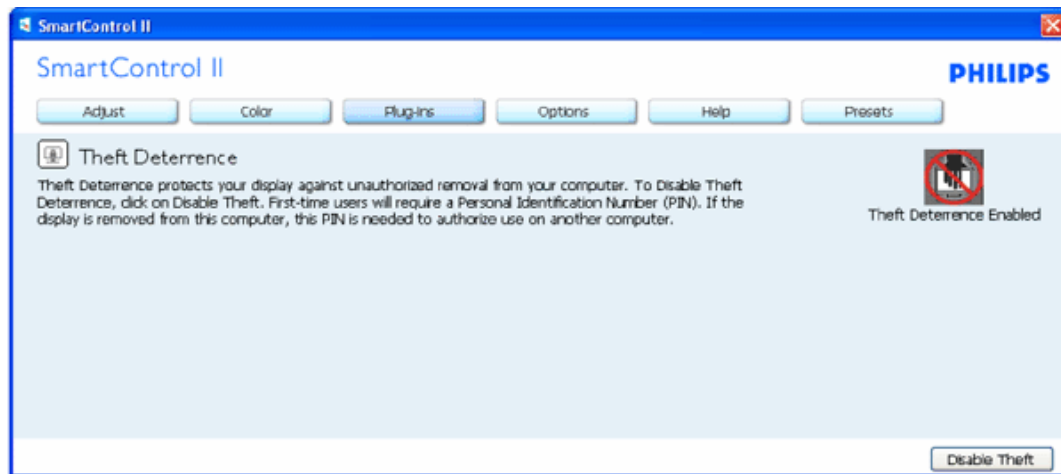 SmartControl II
SmartControl II
PHILIPS
Adjust
Color
Plug-Ins
Options
Help
Presets
Theft Deterrence
Theft Deterrence protects your display against unauthorized removal from your computer. To Disable Theft
Deterrence, click on Disable Theft. First-time users will require a Personal Identification Number (PIN). If the
display is removed from this computer, this PIN is needed to authorize use on another computer.
Theft Deterrence Enabled
Disable Theft